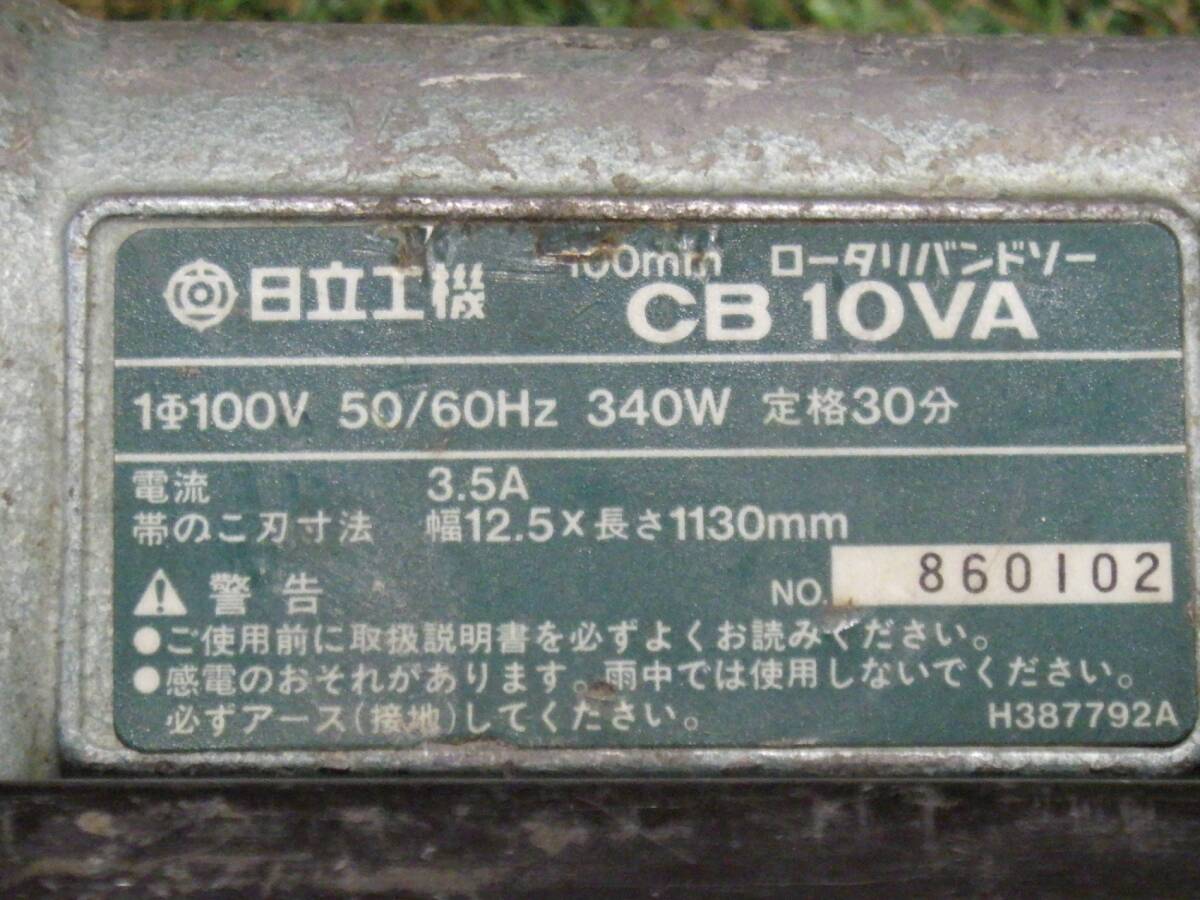 日立工機 100min ロータリバンドソー
CB 10VA
1Φ100V 50/60Hz 340W 定格30分
電流 3.5A
帯のこ刃寸法 幅12.5×長さ1130mm
NO. 860102
⚠ 警告
●ご使用前に取扱説明書を必ずよくお読みください。
●感電のおそれがあります。雨中では使用しないでください。
必ずアース(接地)してください。
H387792A